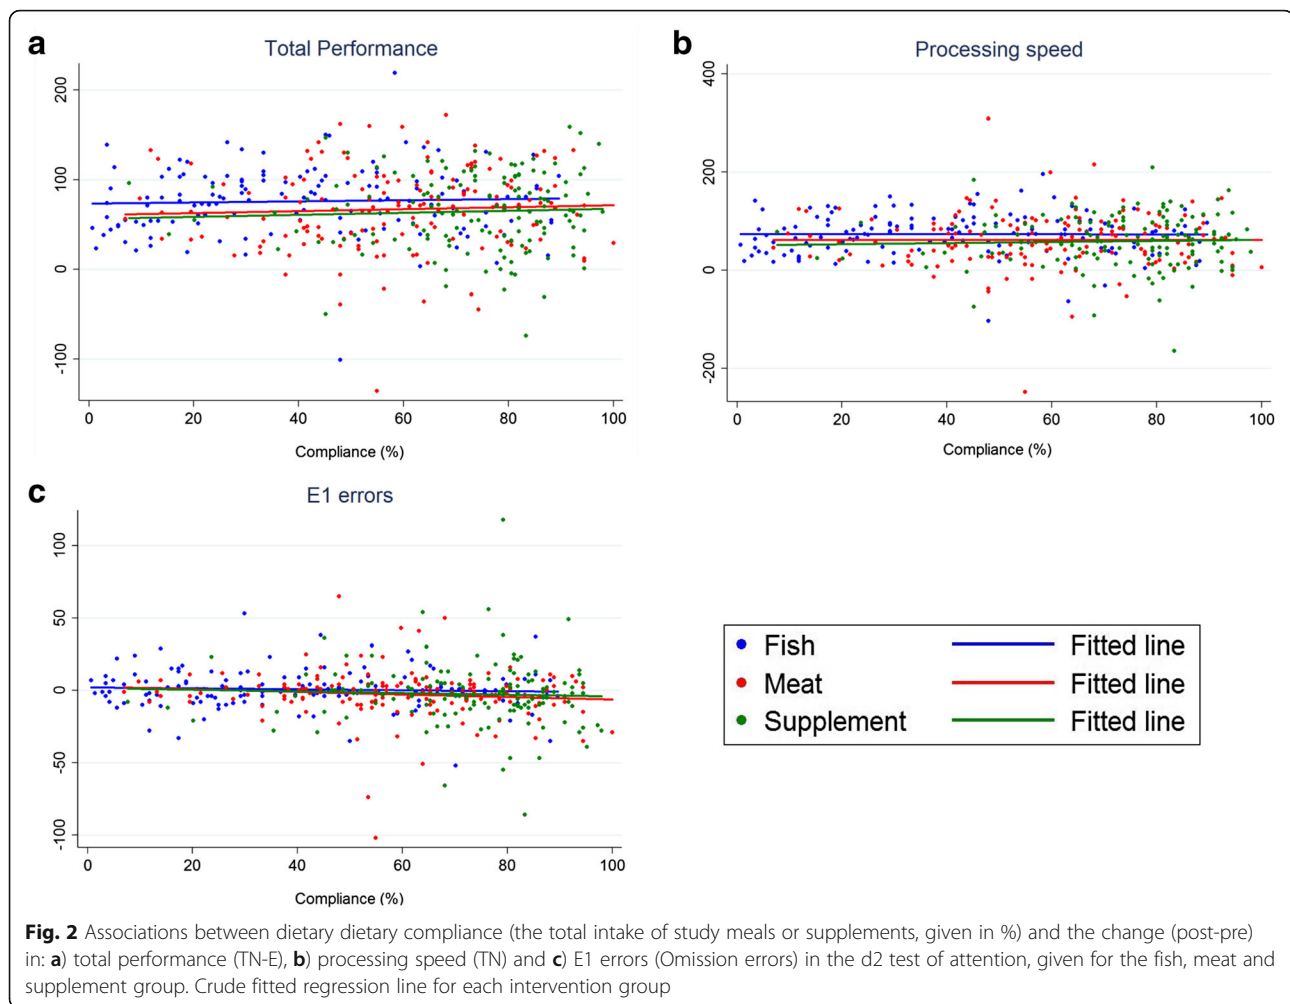 a
Total Performance
200
100
0
-100
0 20 40 60 80 100
Compliance (%)
b
Processing speed
400
200
0
-200
0 20 40 60 80 100
Compliance (%)
c
E1 errors
100
50
0
-50
-100
0 20 40 60 80 100
Compliance (%)
Fish Fitted line
Meat Fitted line
Supplement Fitted line
Fig. 2 Associations between dietary dietary compliance (the total intake of study meals or supplements, given in %) and the change (post-pre)
in: a) total performance (TN-E), b) processing speed (TN) and c) E1 errors (Omission errors) in the d2 test of attention, given for the fish, meat and
supplement group. Crude fitted regression line for each intervention group